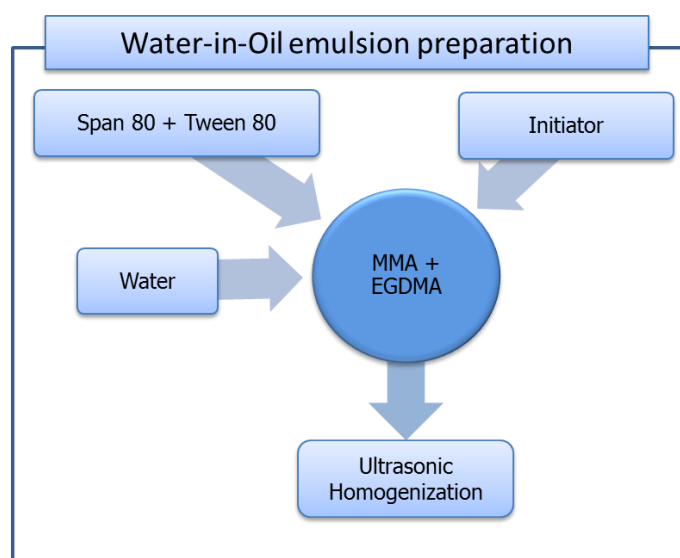 Water-in-Oil emulsion preparation
Span 80 + Tween 80
Initiator
Water
MMA +
EGDMA
Ultrasonic
Homogenization